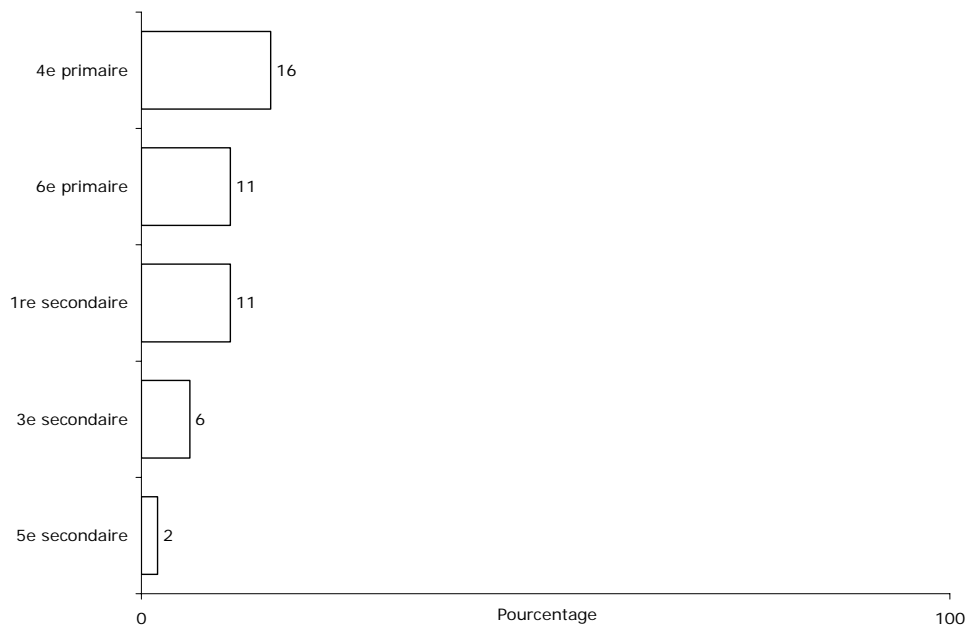 4e primaire 16
6e primaire 11
1re secondaire 11
3e secondaire 6
5e secondaire 2
0 Pourcentage 100